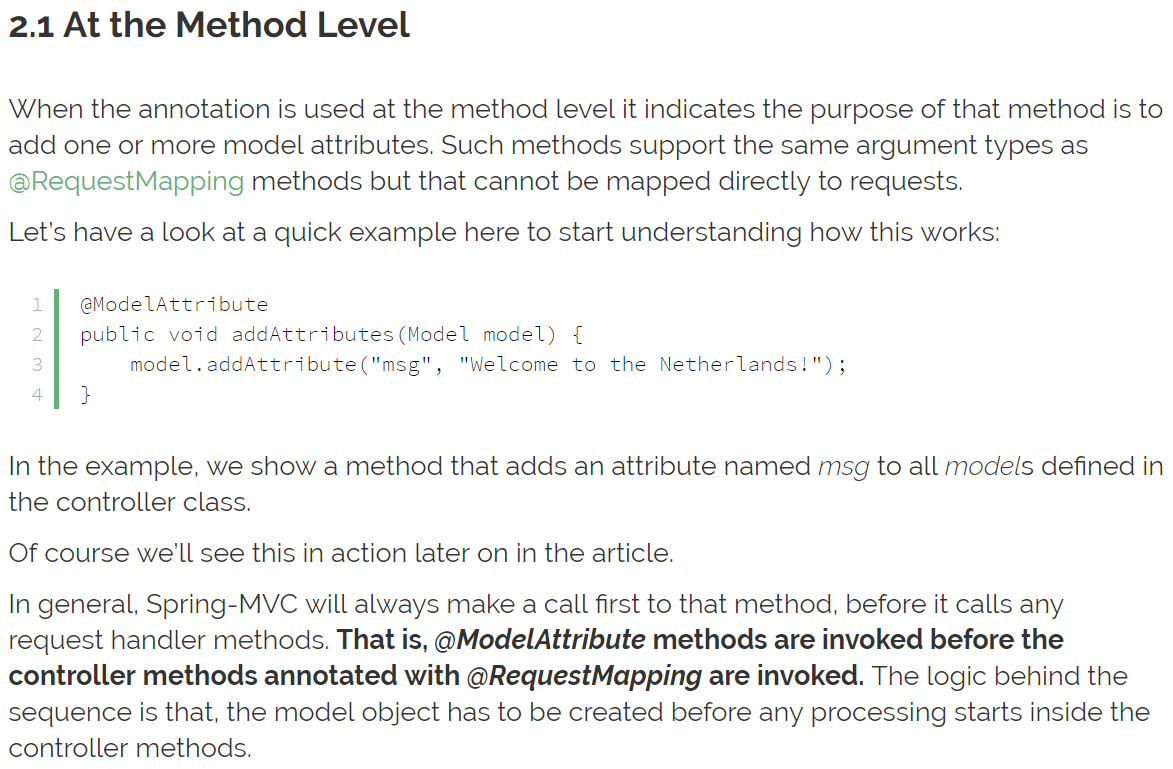 2.1 At the Method Level
When the annotation is used at the method level it indicates the purpose of that method is to
add one or more model attributes. Such methods support the same argument types as
@RequestMapping methods but that cannot be mapped directly to requests.
Let’s have a look at a quick example here to start understanding how this works:
1 @ModelAttribute
2 public void addAttributes(Model model) {
3     model.addAttribute("msg", "Welcome to the Netherlands!");
4 }
In the example, we show a method that adds an attribute named msg to all models defined in
the controller class.
Of course we’ll see this in action later on in the article.
In general, Spring-MVC will always make a call first to that method, before it calls any
request handler methods. That is, @ModelAttribute methods are invoked before the
controller methods annotated with @RequestMapping are invoked. The logic behind the
sequence is that, the model object has to be created before any processing starts inside the
controller methods.